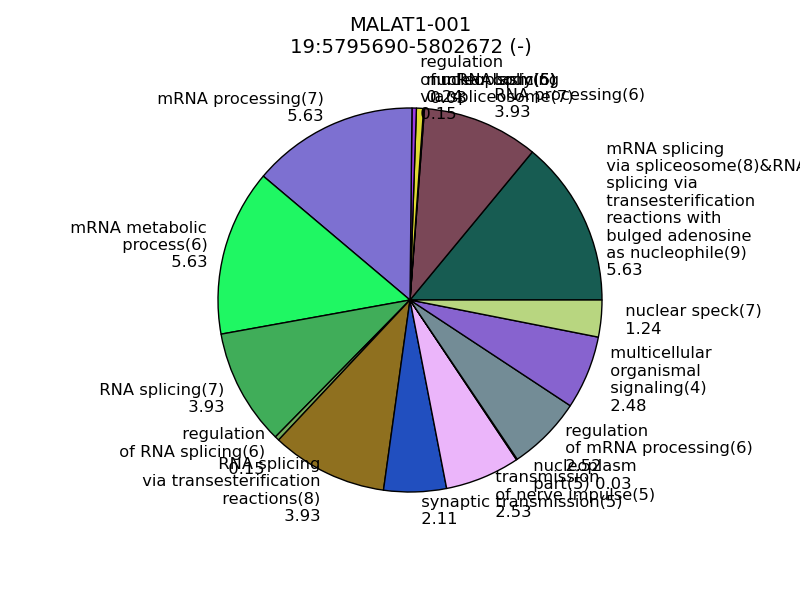 MALAT1-001
19:5795690-5802672 (-)
regulation
via spliceosome(7)
0.15
RNA processing(6)
3.93
mRNA processing(7)
5.63
mRNA splicing
via spliceosome(8)&RNA
splicing via
transesterification
reactions with
bulged adenosine
as nucleophile(9)
5.63
mRNA metabolic
process(6)
5.63
nuclear speck(7)
1.24
multicellular
organismal
signaling(4)
2.48
RNA splicing(7)
3.93
regulation
of RNA splicing(6)
0.15
RNA splicing
via transesterification
reactions(8)
3.93
regulation
of mRNA processing(6)
2.52
nucleoplasm
part(5) 0.03
transmission
of nerve impulse(5)
2.53
synaptic transmission(5)
2.11